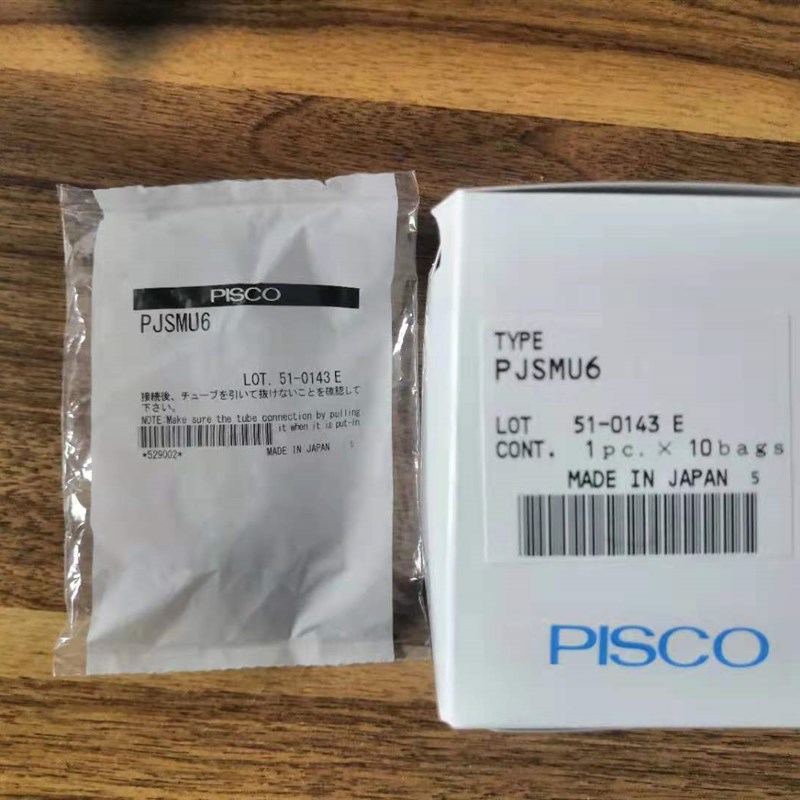 PISCO
PJSMU6
LOT. 51-0143 E
接続後、チューブを引いて抜けないことを確認して
下さい。
NOTE:Make sure the tube connection by pulling
it when it is put-in
*529002*
MADE IN JAPAN 5
TYPE
PJSMU6
LOT 51-0143 E
CONT. 1pc. × 10bags
MADE IN JAPAN 5
PISCO